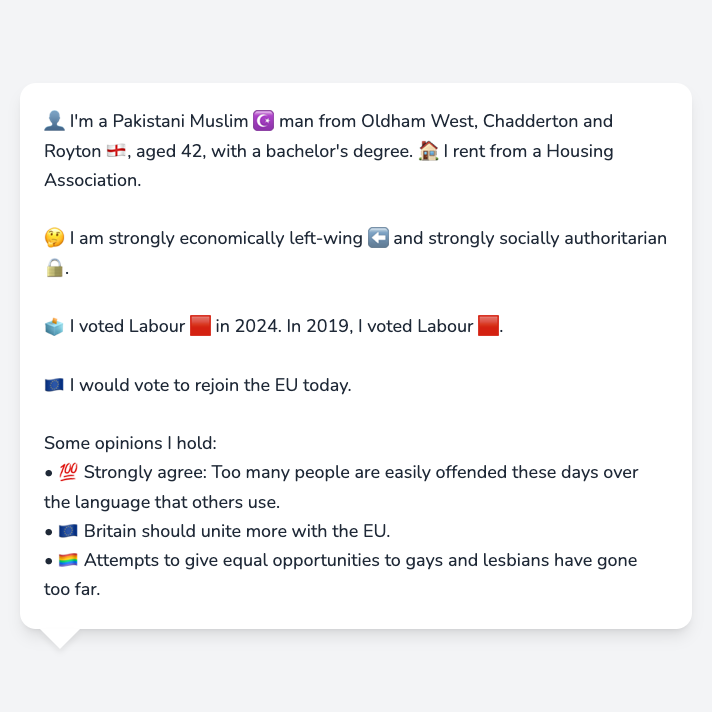 👤 I'm a Pakistani Muslim ☪️ man from Oldham West, Chadderton and
Royton 🏴󠁧󠁢󠁥󠁮󠁧󠁿, aged 42, with a bachelor's degree. 🏠 I rent from a Housing
Association.
🤔 I am strongly economically left-wing ⬅️ and strongly socially authoritarian
🔒.
🗳️ I voted Labour 🟥 in 2024. In 2019, I voted Labour 🟥.
🇪🇺 I would vote to rejoin the EU today.
Some opinions I hold:
• 💯 Strongly agree: Too many people are easily offended these days over
the language that others use.
• 🇪🇺 Britain should unite more with the EU.
• 🏳️‍🌈 Attempts to give equal opportunities to gays and lesbians have gone
too far.